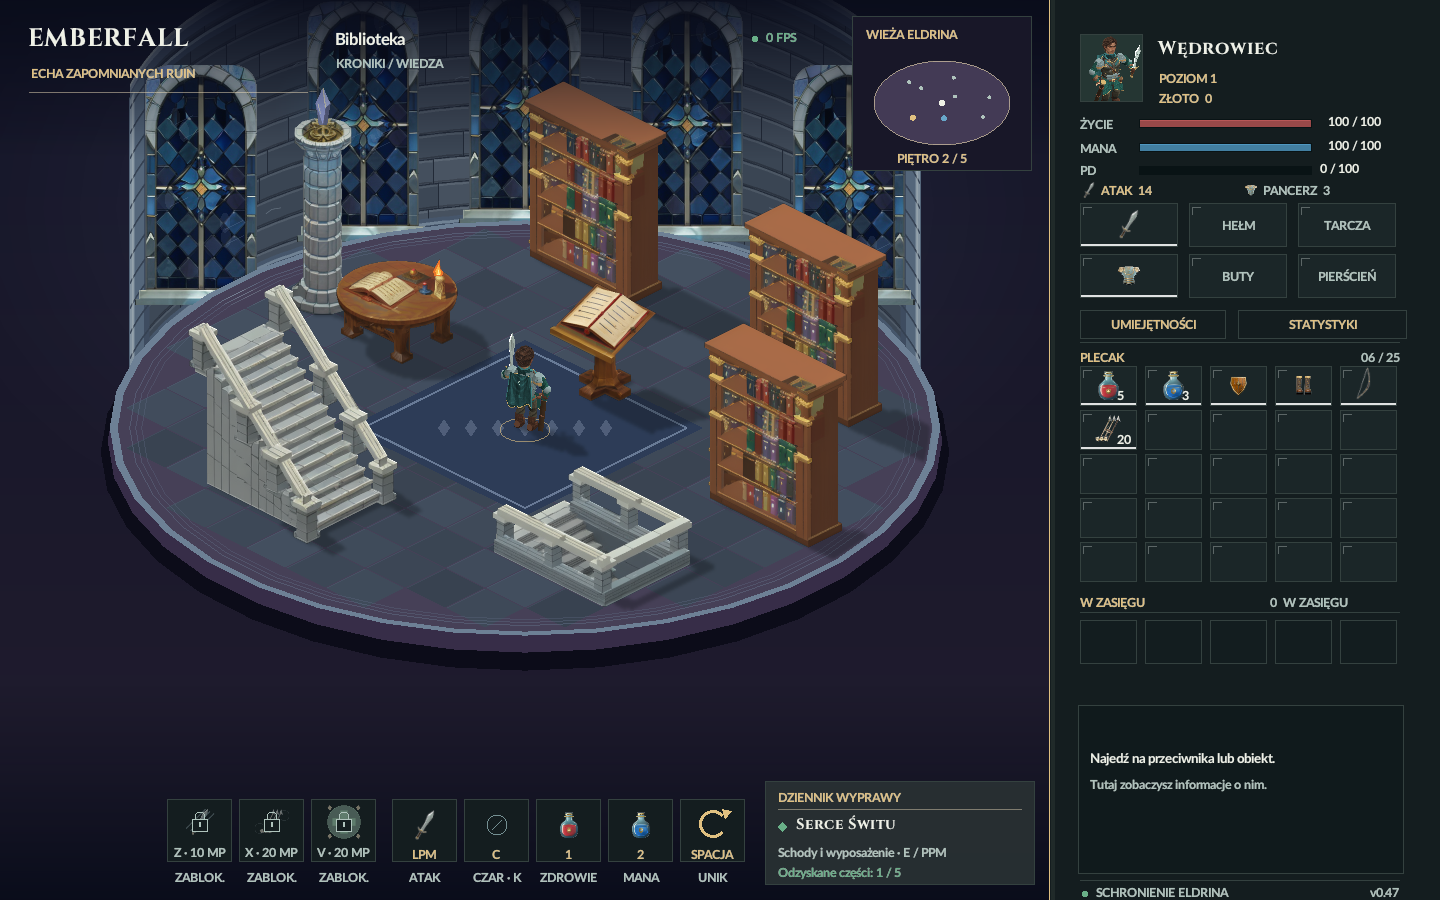 EMBERFALL
ECHA ZAPOMNIANYCH RUIN
Biblioteka
KRONIKI / WIEDZA
0 FPS
WIEŻA ELDRINA
PIĘTRO 2 / 5
Wędrowiec
POZIOM 1
ZŁOTO 0
ŻYCIE 100 / 100
MANA 100 / 100
PD 0 / 100
ATAK 14 PANCERZ 3
HEŁM TARCZA
BUTY PIERŚCIEŃ
UMIEJĘTNOŚCI STATYSTYKI
PLECAK 06 / 25
5 3
20
W ZASIĘGU 0 W ZASIĘGU
Najedź na przeciwnika lub obiekt.
Tutaj zobaczysz informacje o nim.
Z · 10 MP X · 20 MP V · 20 MP LPM C 1 2 SPACJA
ZABLOK. ZABLOK. ZABLOK. ATAK CZAR · K ZDROWIE MANA UNIK
DZIENNIK WYPRAWY
Serce Świtu
Schody i wyposażenie · E / PPM
Odzyskane części: 1 / 5
SCHRONIENIE ELDRINA v0.47